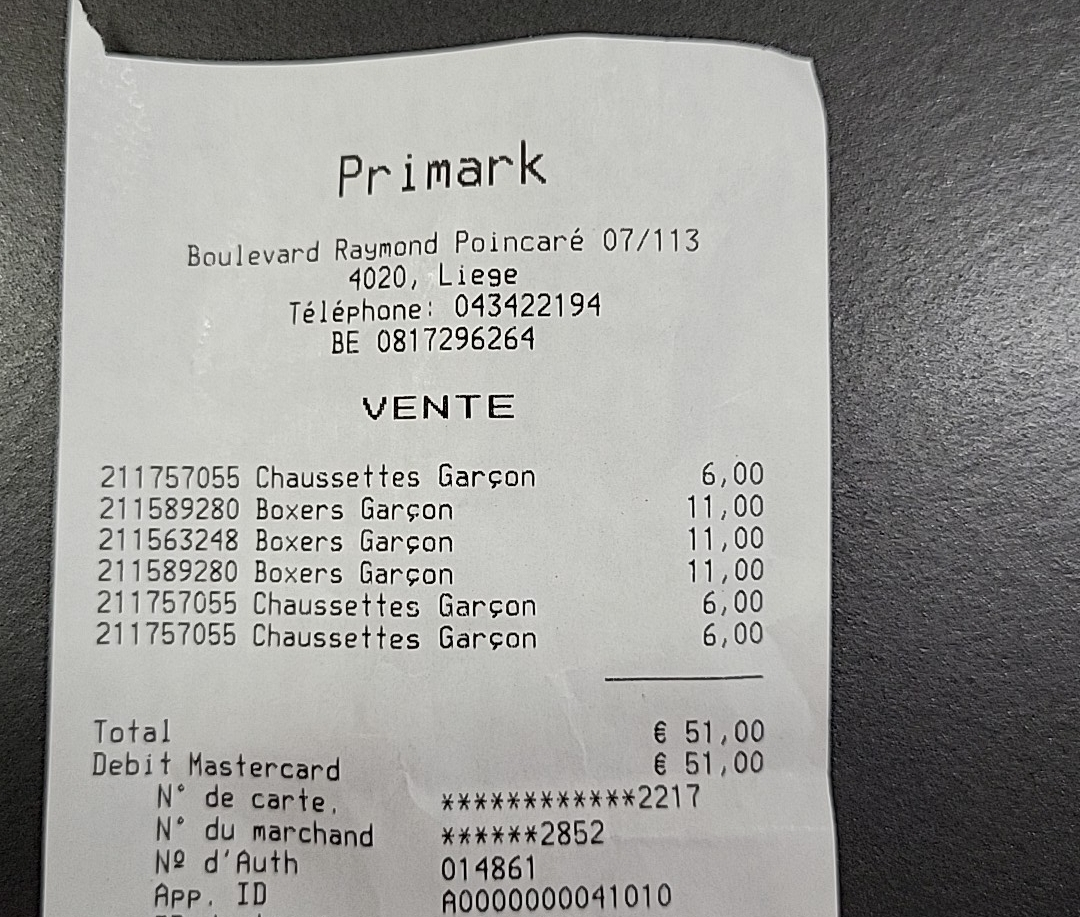 Primark
Boulevard Raymond Poincaré 07/113
4020, Liege
Téléphone: 043422194
BE 0817296264
VENTE
211757055 Chaussettes Garçon 6,00
211589280 Boxers Garçon 11,00
211563248 Boxers Garçon 11,00
211589280 Boxers Garçon 11,00
211757055 Chaussettes Garçon 6,00
211757055 Chaussettes Garçon 6,00
Total € 51,00
Debit Mastercard € 51,00
N° de carte. ************2217
N° du marchand ******2852
Nº d'Auth 014861
App. ID A0000000041010